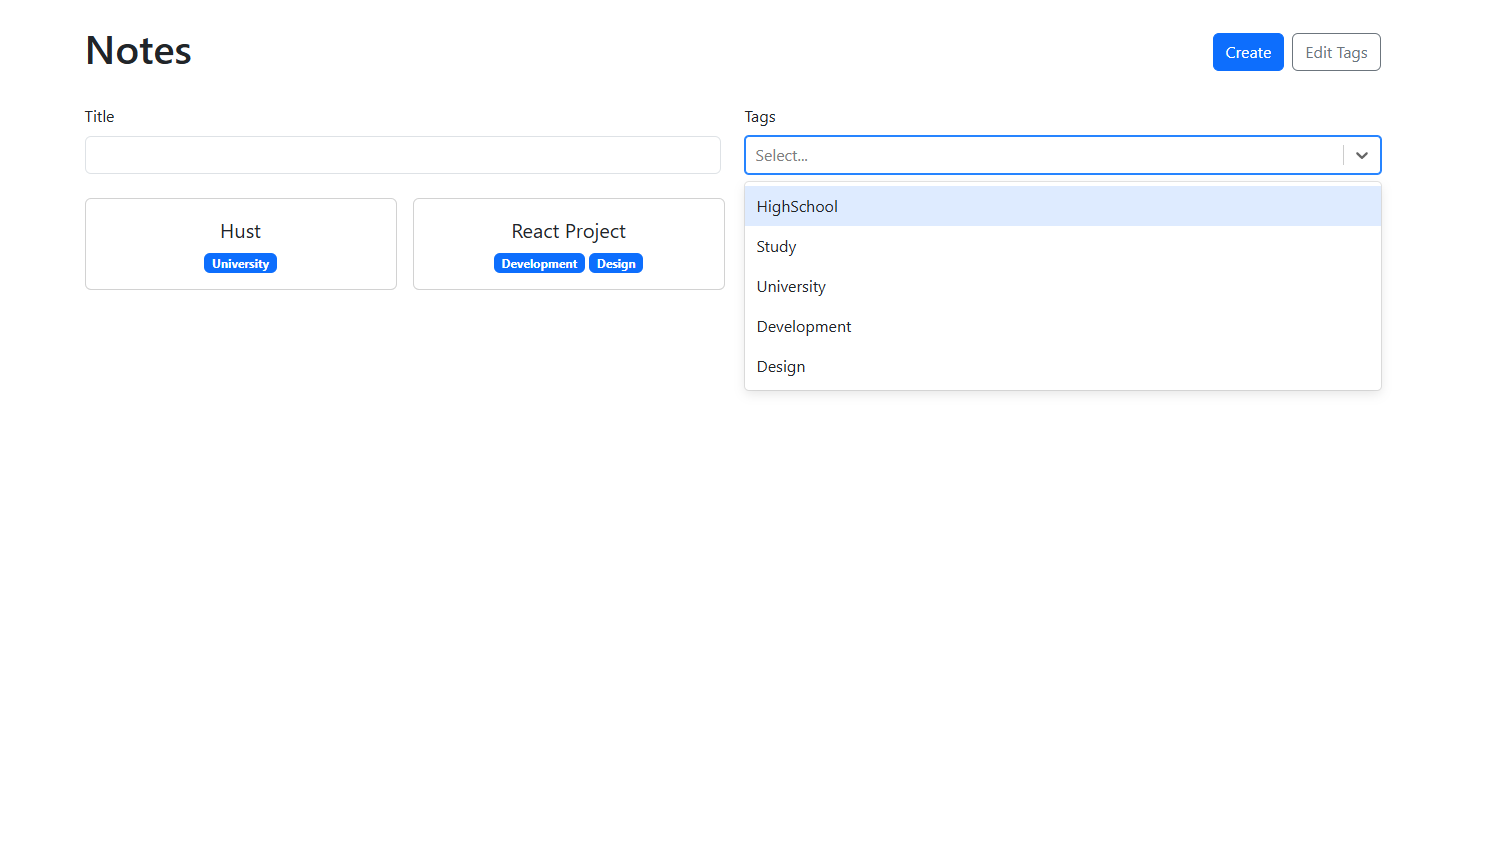 Notes
Create
Edit Tags
Title
Tags
Select...
Hust
University
React Project
Development Design
HighSchool
Study
University
Development
Design